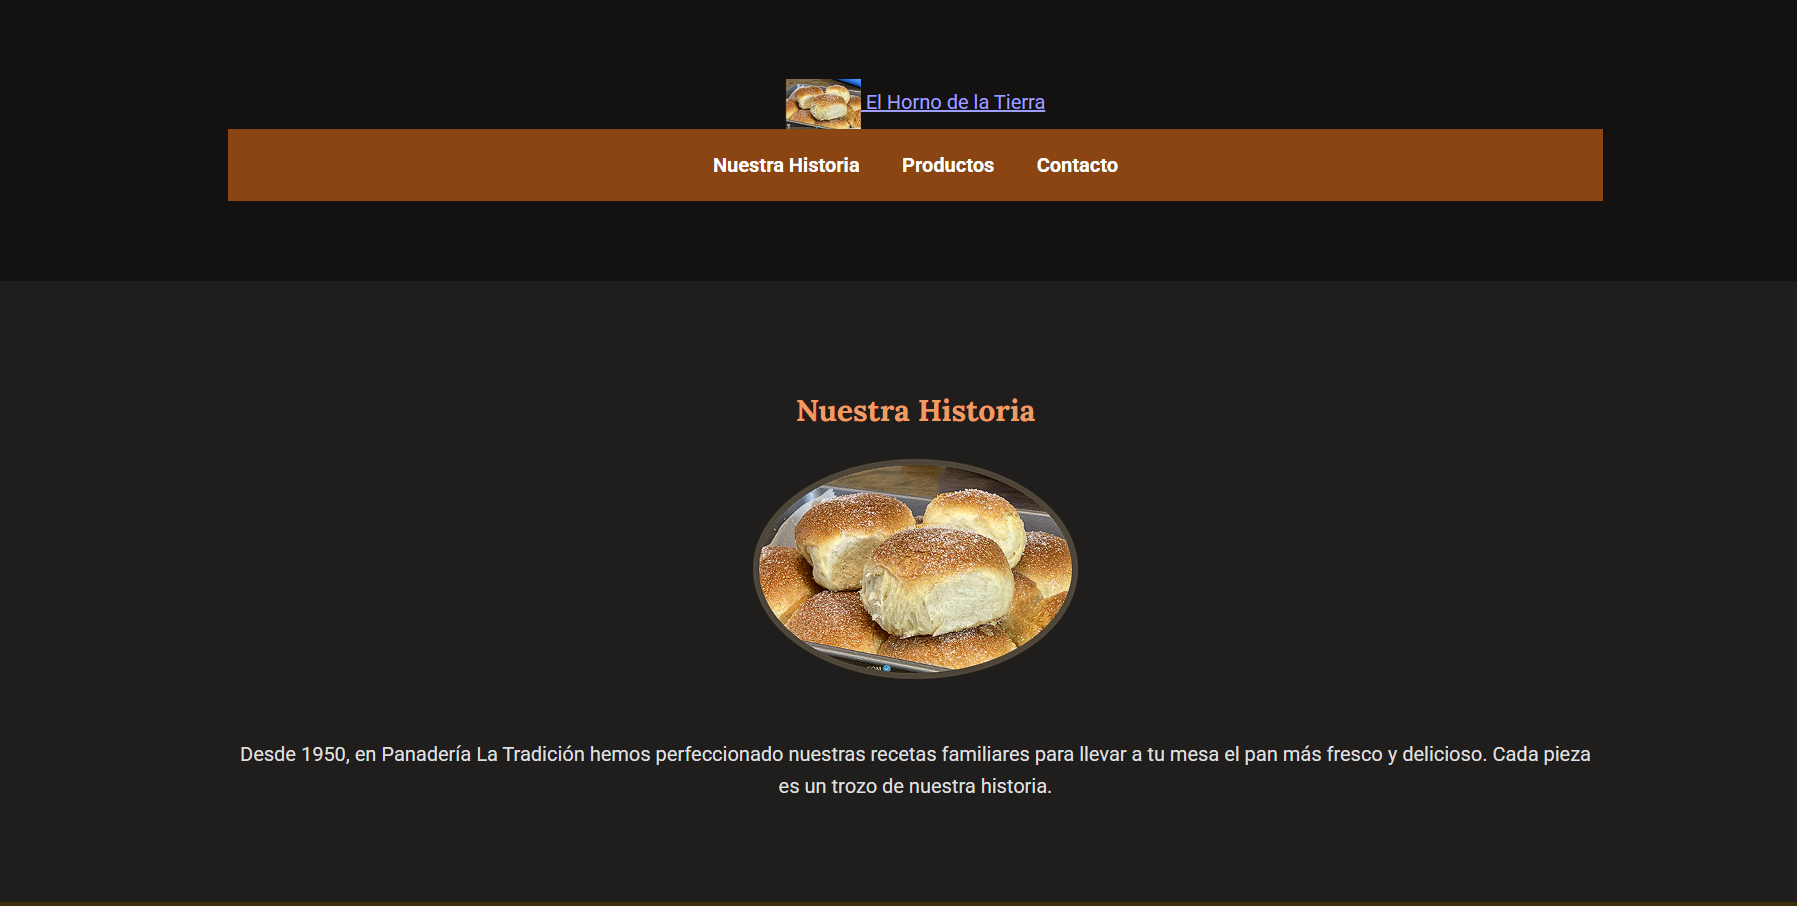 El Horno de la Tierra
Nuestra Historia Productos Contacto
Nuestra Historia
Desde 1950, en Panadería La Tradición hemos perfeccionado nuestras recetas familiares para llevar a tu mesa el pan más fresco y delicioso. Cada pieza
es un trozo de nuestra historia.